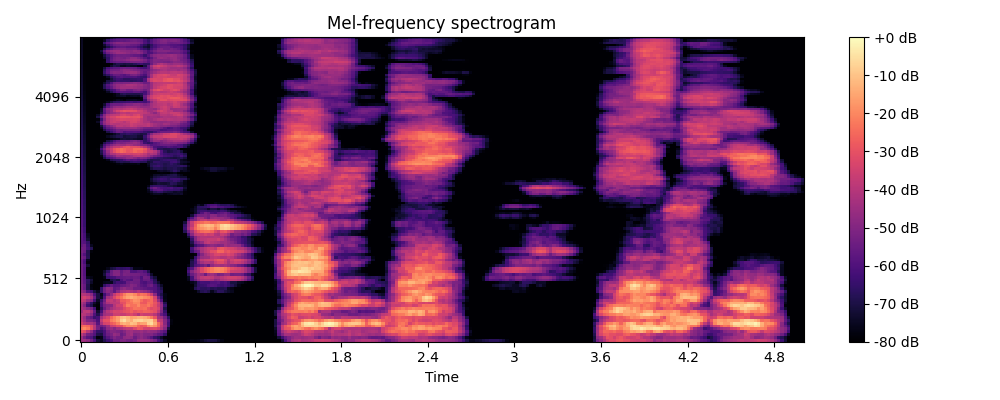 Mel-frequency spectrogram
+0 dB
-10 dB
-20 dB
-30 dB
-40 dB
-50 dB
-60 dB
-70 dB
-80 dB
Hz
4096
2048
1024
512
0
0 0.6 1.2 1.8 2.4 3 3.6 4.2 4.8
Time